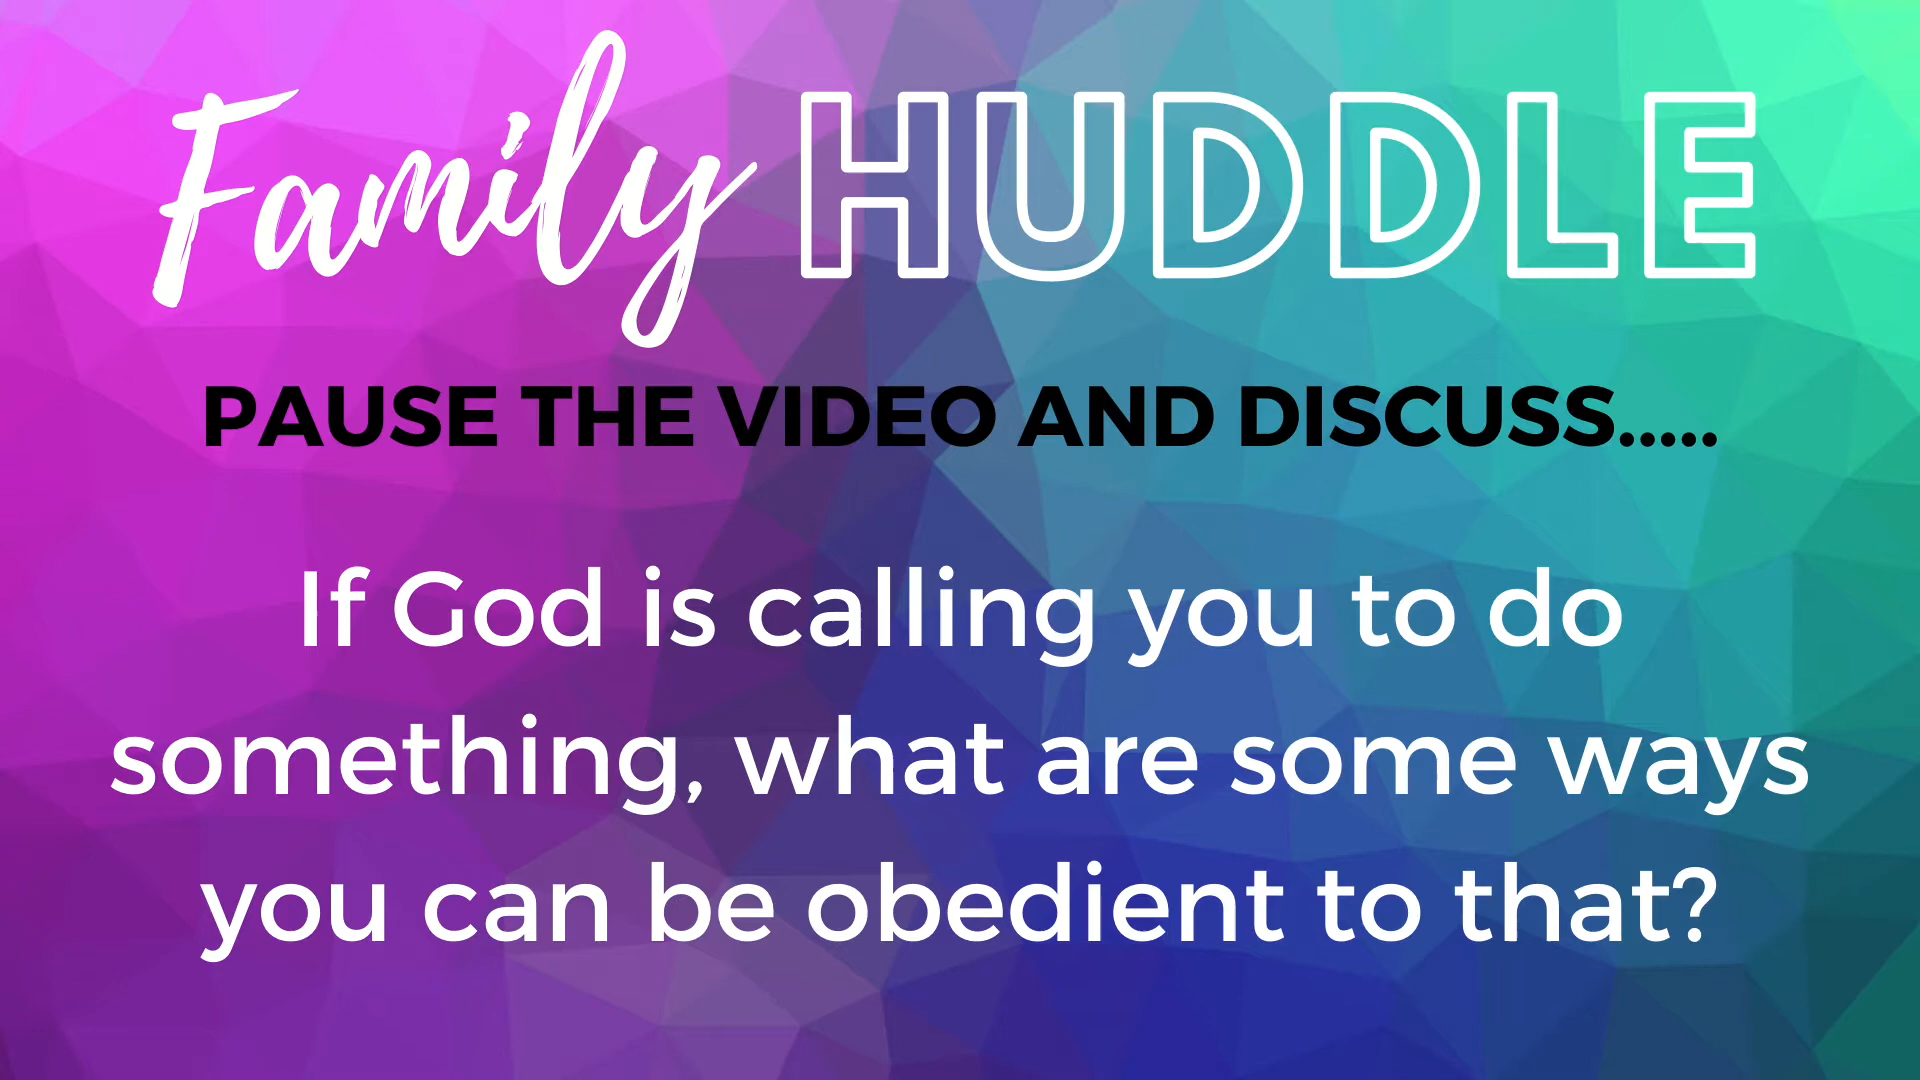 Family HUDDLE
PAUSE THE VIDEO AND DISCUSS.....
If God is calling you to do
something, what are some ways
you can be obedient to that?